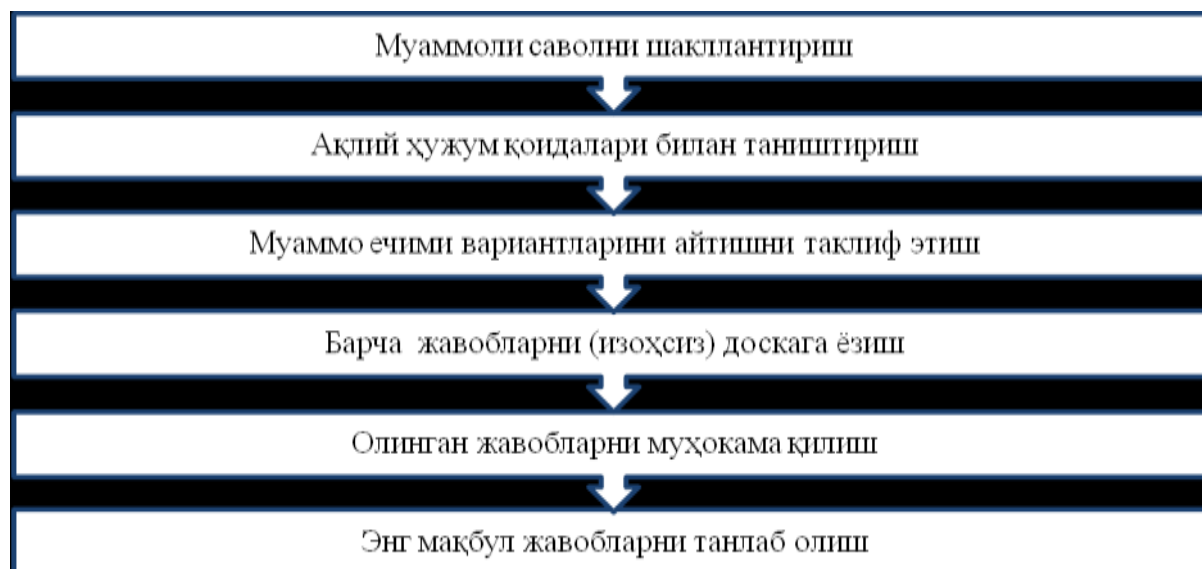 Муаммоли саволни шакллантириш
Ақлий ҳужум қоидалари билан таништириш
Муаммо ечими вариантларини айтишни таклиф этиш
Барча жавобларни (изоҳсиз) доскага ёзиш
Олинган жавобларни муҳокама қилиш
Энг мақбул жавобларни танлаб олиш